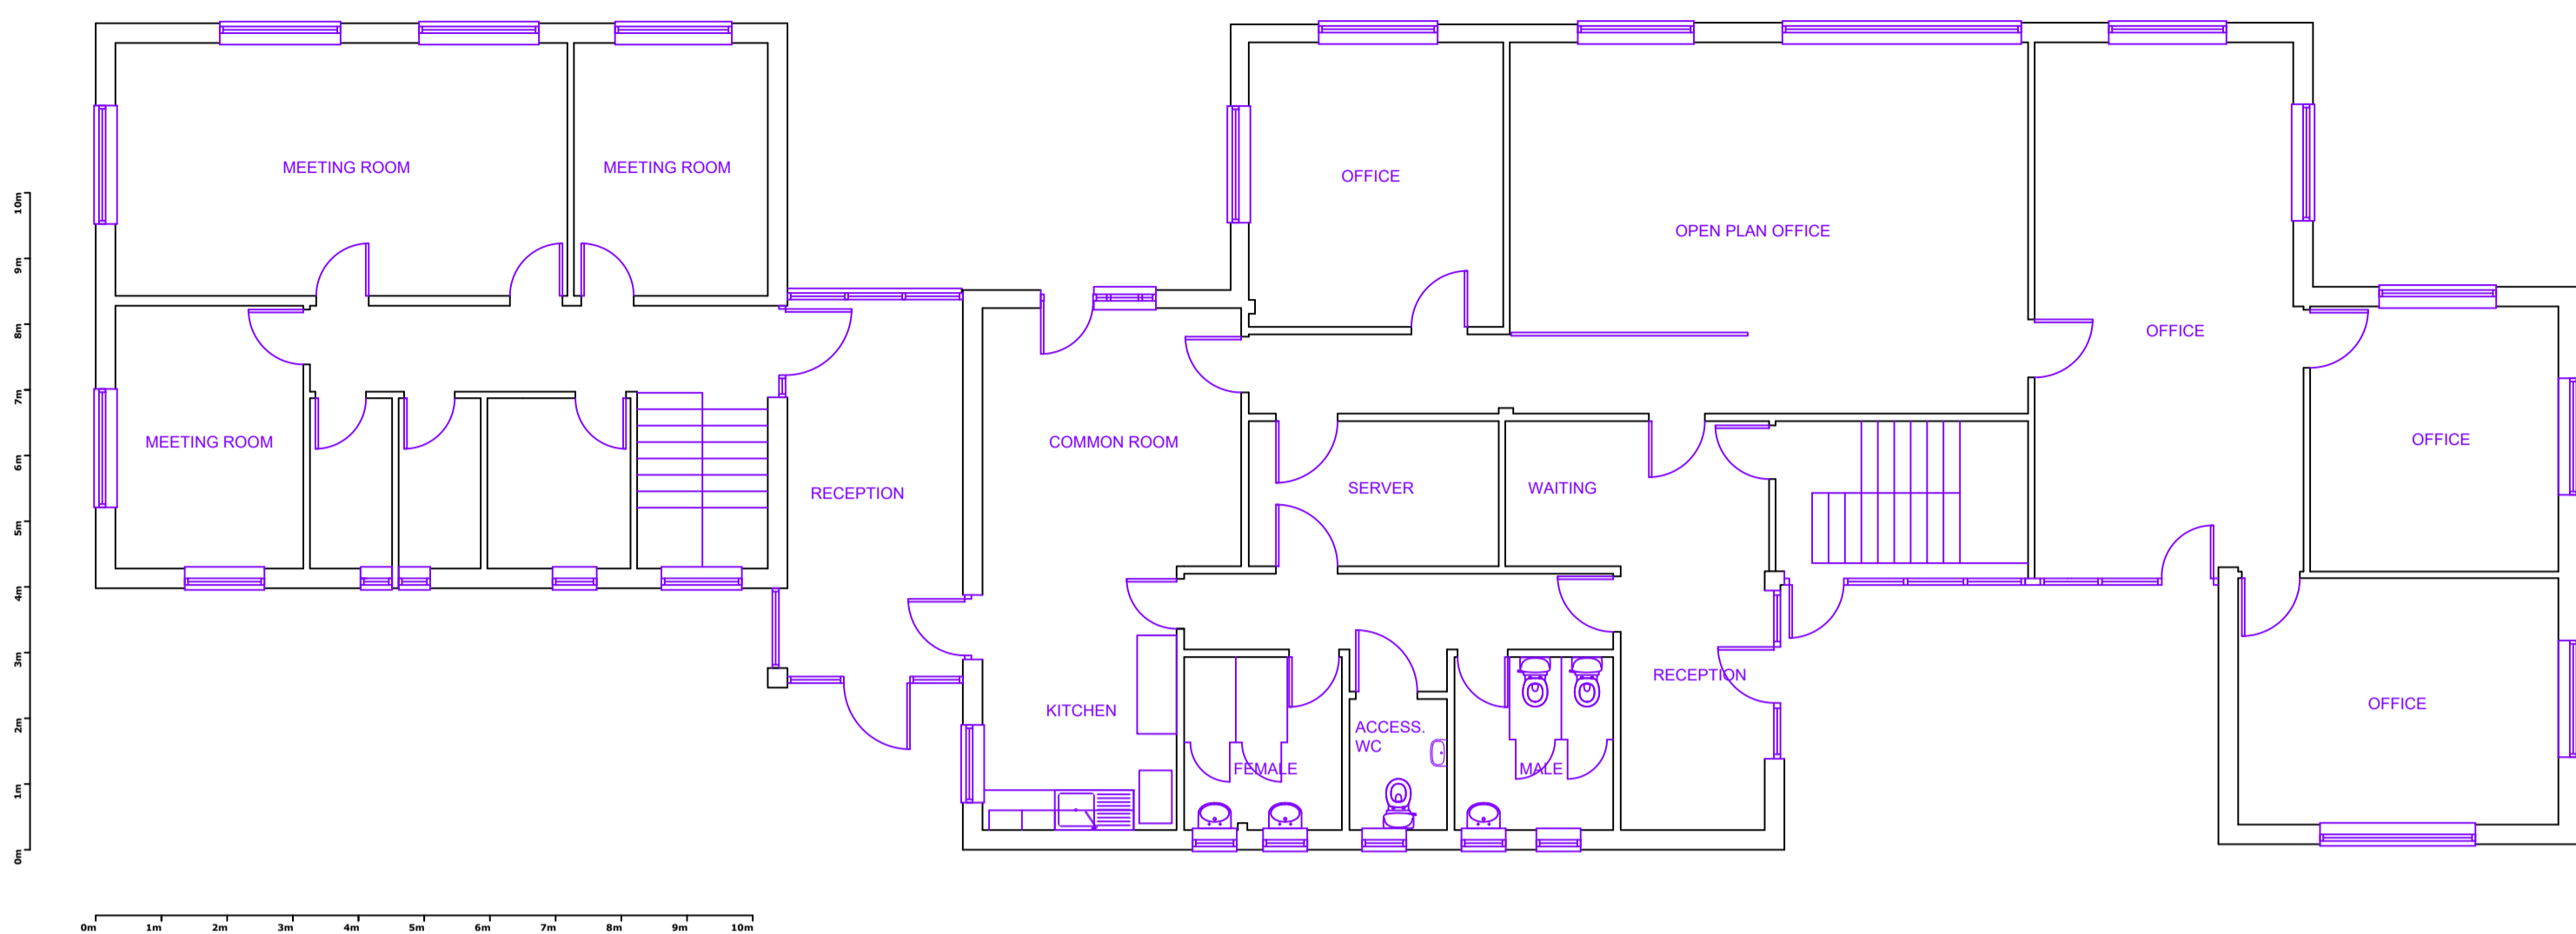 MEETING ROOM
MEETING ROOM
OFFICE
OPEN PLAN OFFICE
OFFICE
MEETING ROOM
RECEPTION
COMMON ROOM
SERVER
WAITING
OFFICE
KITCHEN
FEMALE
ACCESS.
WC
MALE
RECEPTION
OFFICE
10m
9m
8m
7m
6m
5m
4m
3m
2m
1m
0m
0m 1m 2m 3m 4m 5m 6m 7m 8m 9m 10m